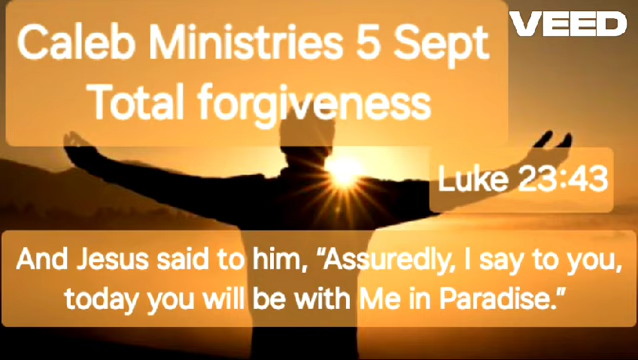 Caleb Ministries 5 Sept
VEED
Total forgiveness
Luke 23:43
And Jesus said to him, “Assuredly, I say to you,
today you will be with Me in Paradise.”